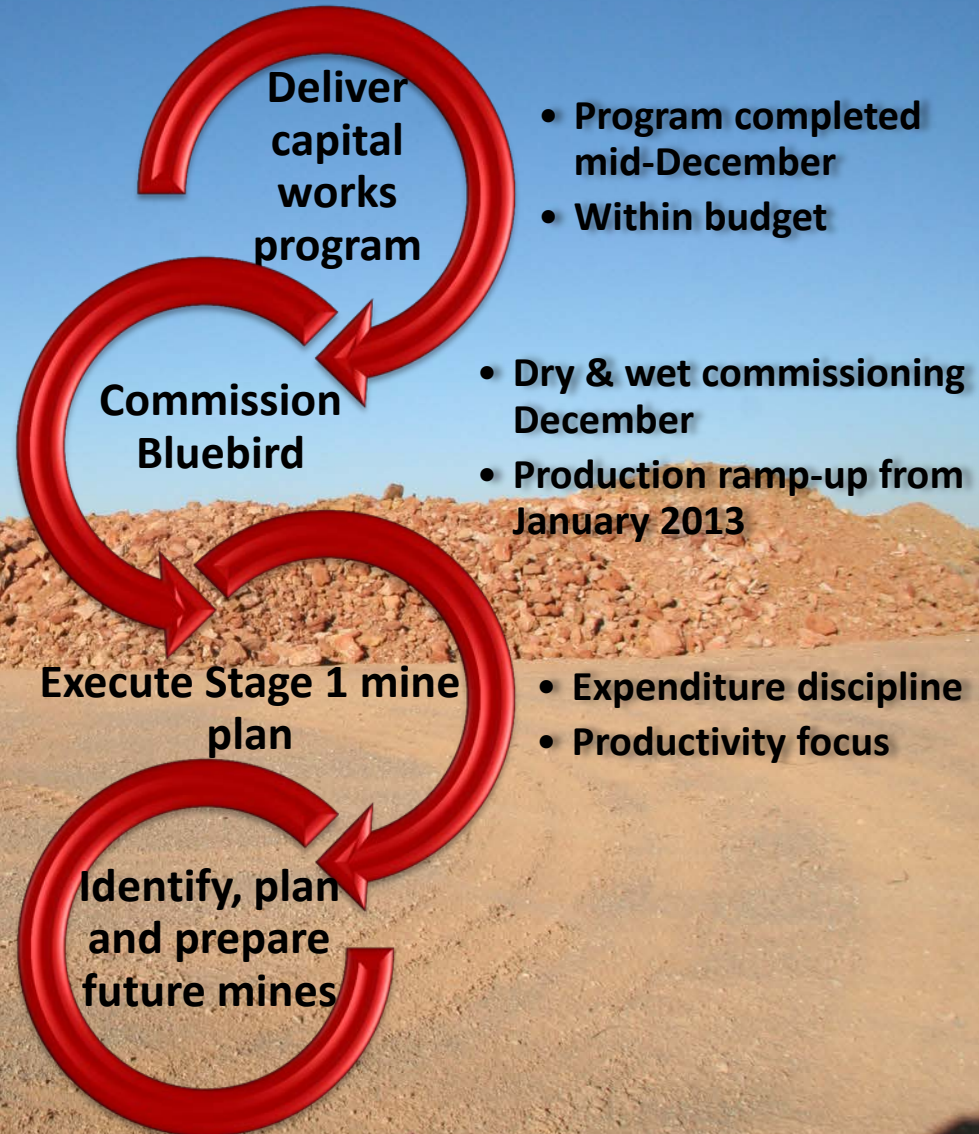 Deliver
capital
works
program
• Program completed
mid-December
• Within budget
Commission
Bluebird
• Dry & wet commissioning
December
• Production ramp-up from
January 2013
Execute Stage 1 mine
plan
• Expenditure discipline
• Productivity focus
Identify, plan
and prepare
future mines